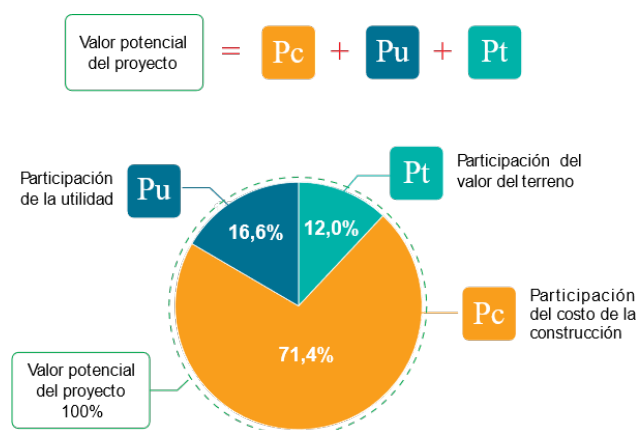 Valor potencial
del proyecto
= Pc + Pu + Pt
Participación
de la utilidad
Pu
Pt
Participación del
valor del terreno
16,6%
12,0%
Pc
Participación
del costo de la
construcción
71,4%
Valor potencial
del proyecto
100%